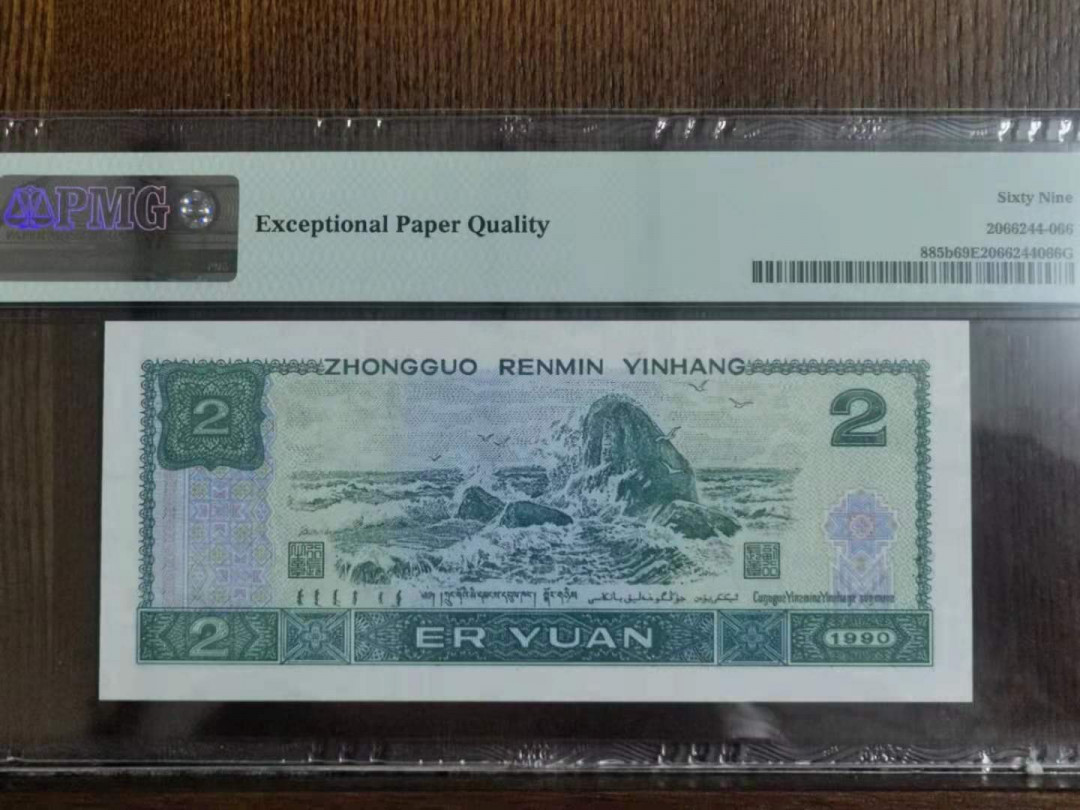 PMG
Exceptional Paper Quality
Sixty Nine
2066244-066
885b69E2066244066G
ZHONGGUO RENMIN YINHANG
2
2
2
ER YUAN
1990